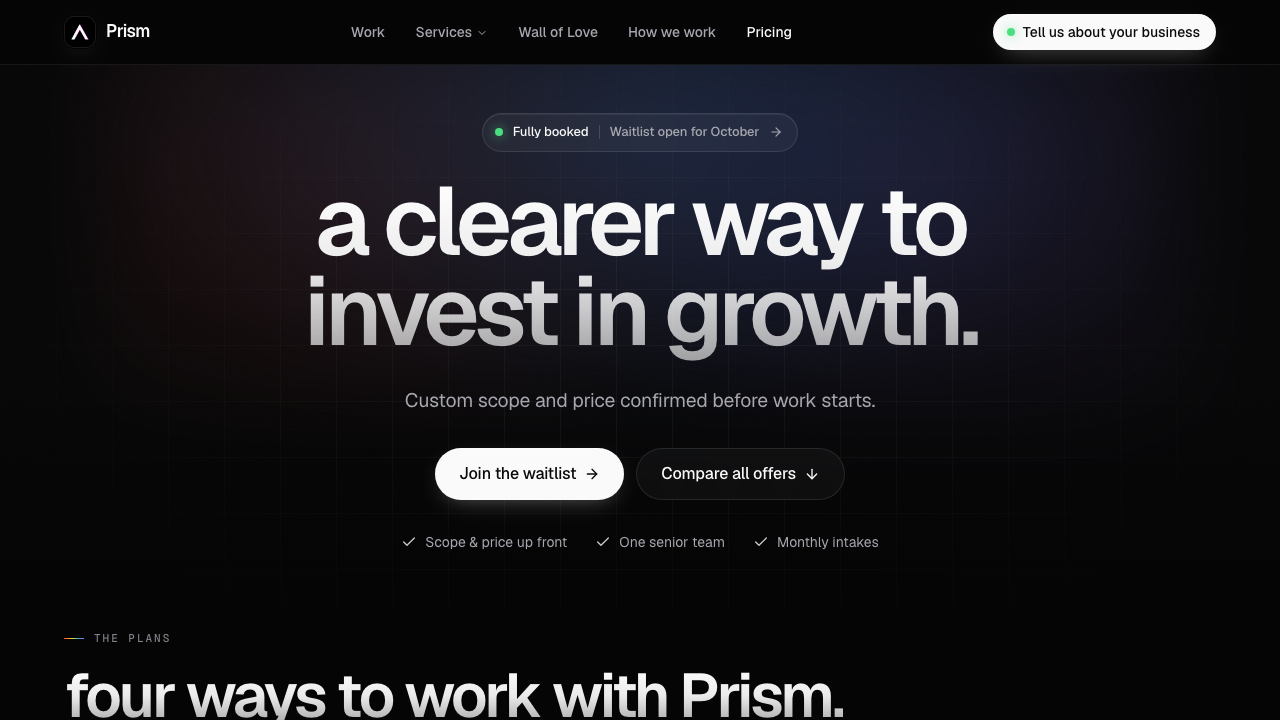 Prism
Work
Services
Wall of Love
How we work
Pricing
Tell us about your business
Fully booked
Waitlist open for October
a clearer way to
invest in growth.
Custom scope and price confirmed before work starts.
Join the waitlist
Compare all offers
Scope & price up front
One senior team
Monthly intakes
THE PLANS
four ways to work with Prism.